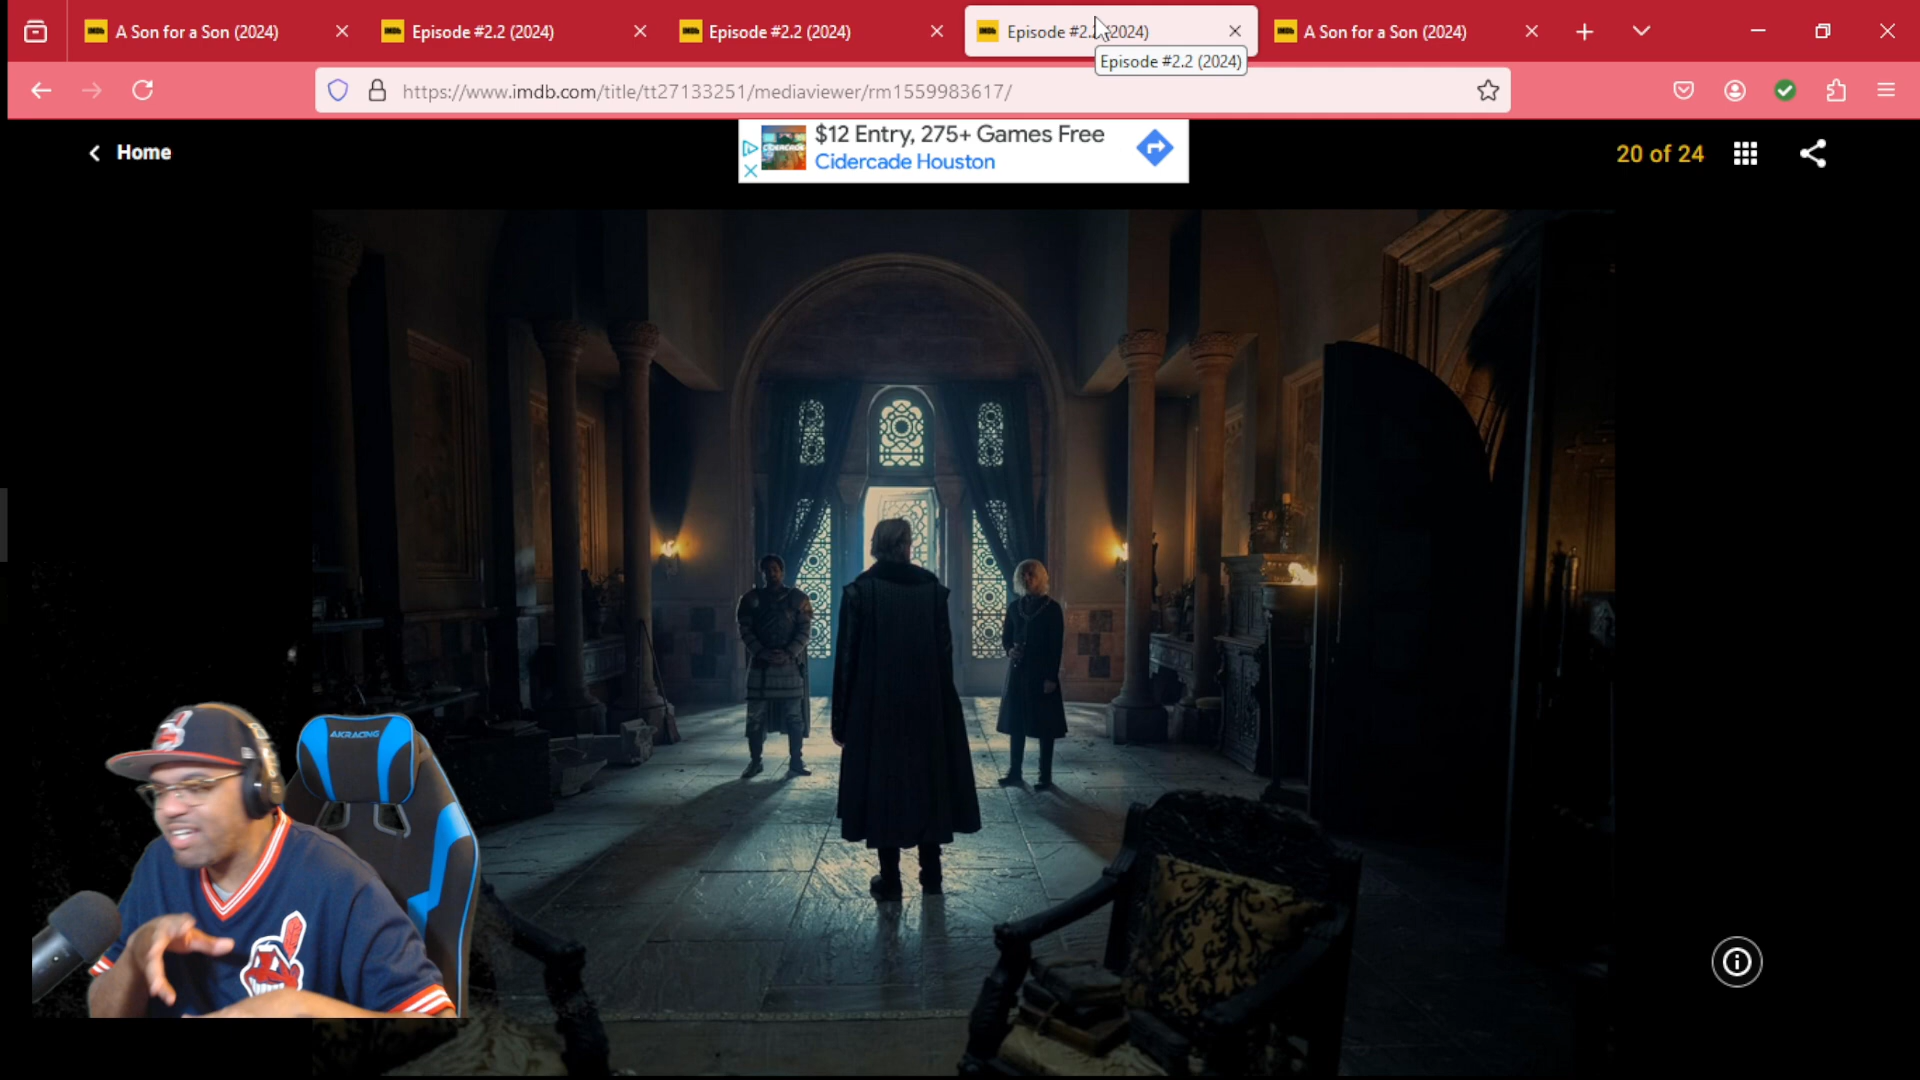 A Son for a Son (2024)
Episode #2.2 (2024)
Episode #2.2 (2024)
Episode #2.2 (2024)
A Son for a Son (2024)
Episode #2.2 (2024)
https://www.imdb.com/title/tt27133251/mediaviewer/rm1559983617/
Home
$12 Entry, 275+ Games Free
Cidercade Houston
20 of 24
AKRACING